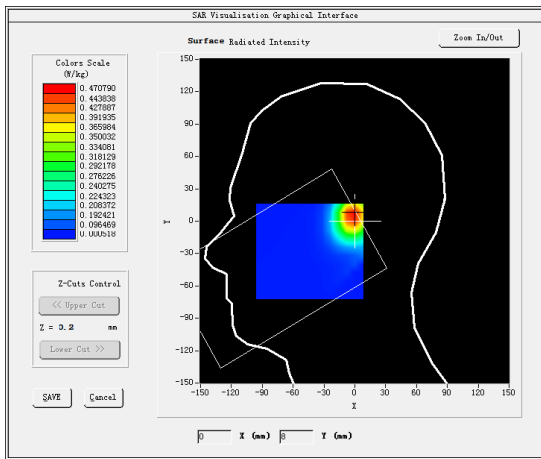 SAR Visualisation Graphical Interface
Surface Radiated Intensity
Zoom In/Out
Colors Scale
(W/kg)
0.470790
0.443838
0.427887
0.391935
0.365984
0.350032
0.334081
0.318129
0.292178
0.276226
0.240275
0.224323
0.208372
0.192421
0.096469
0.000518
Z-Cuts Control
<< Upper Cut
Z = 0.2 mm
Lower Cut >>
SAVE Cancel
150
120
90
60
30
0
-30
-60
-90
-120
-150
Y
-150 -120 -90 -60 -30 0 30 60 90 120 150
X
0 X (mm) 8 Y (mm)